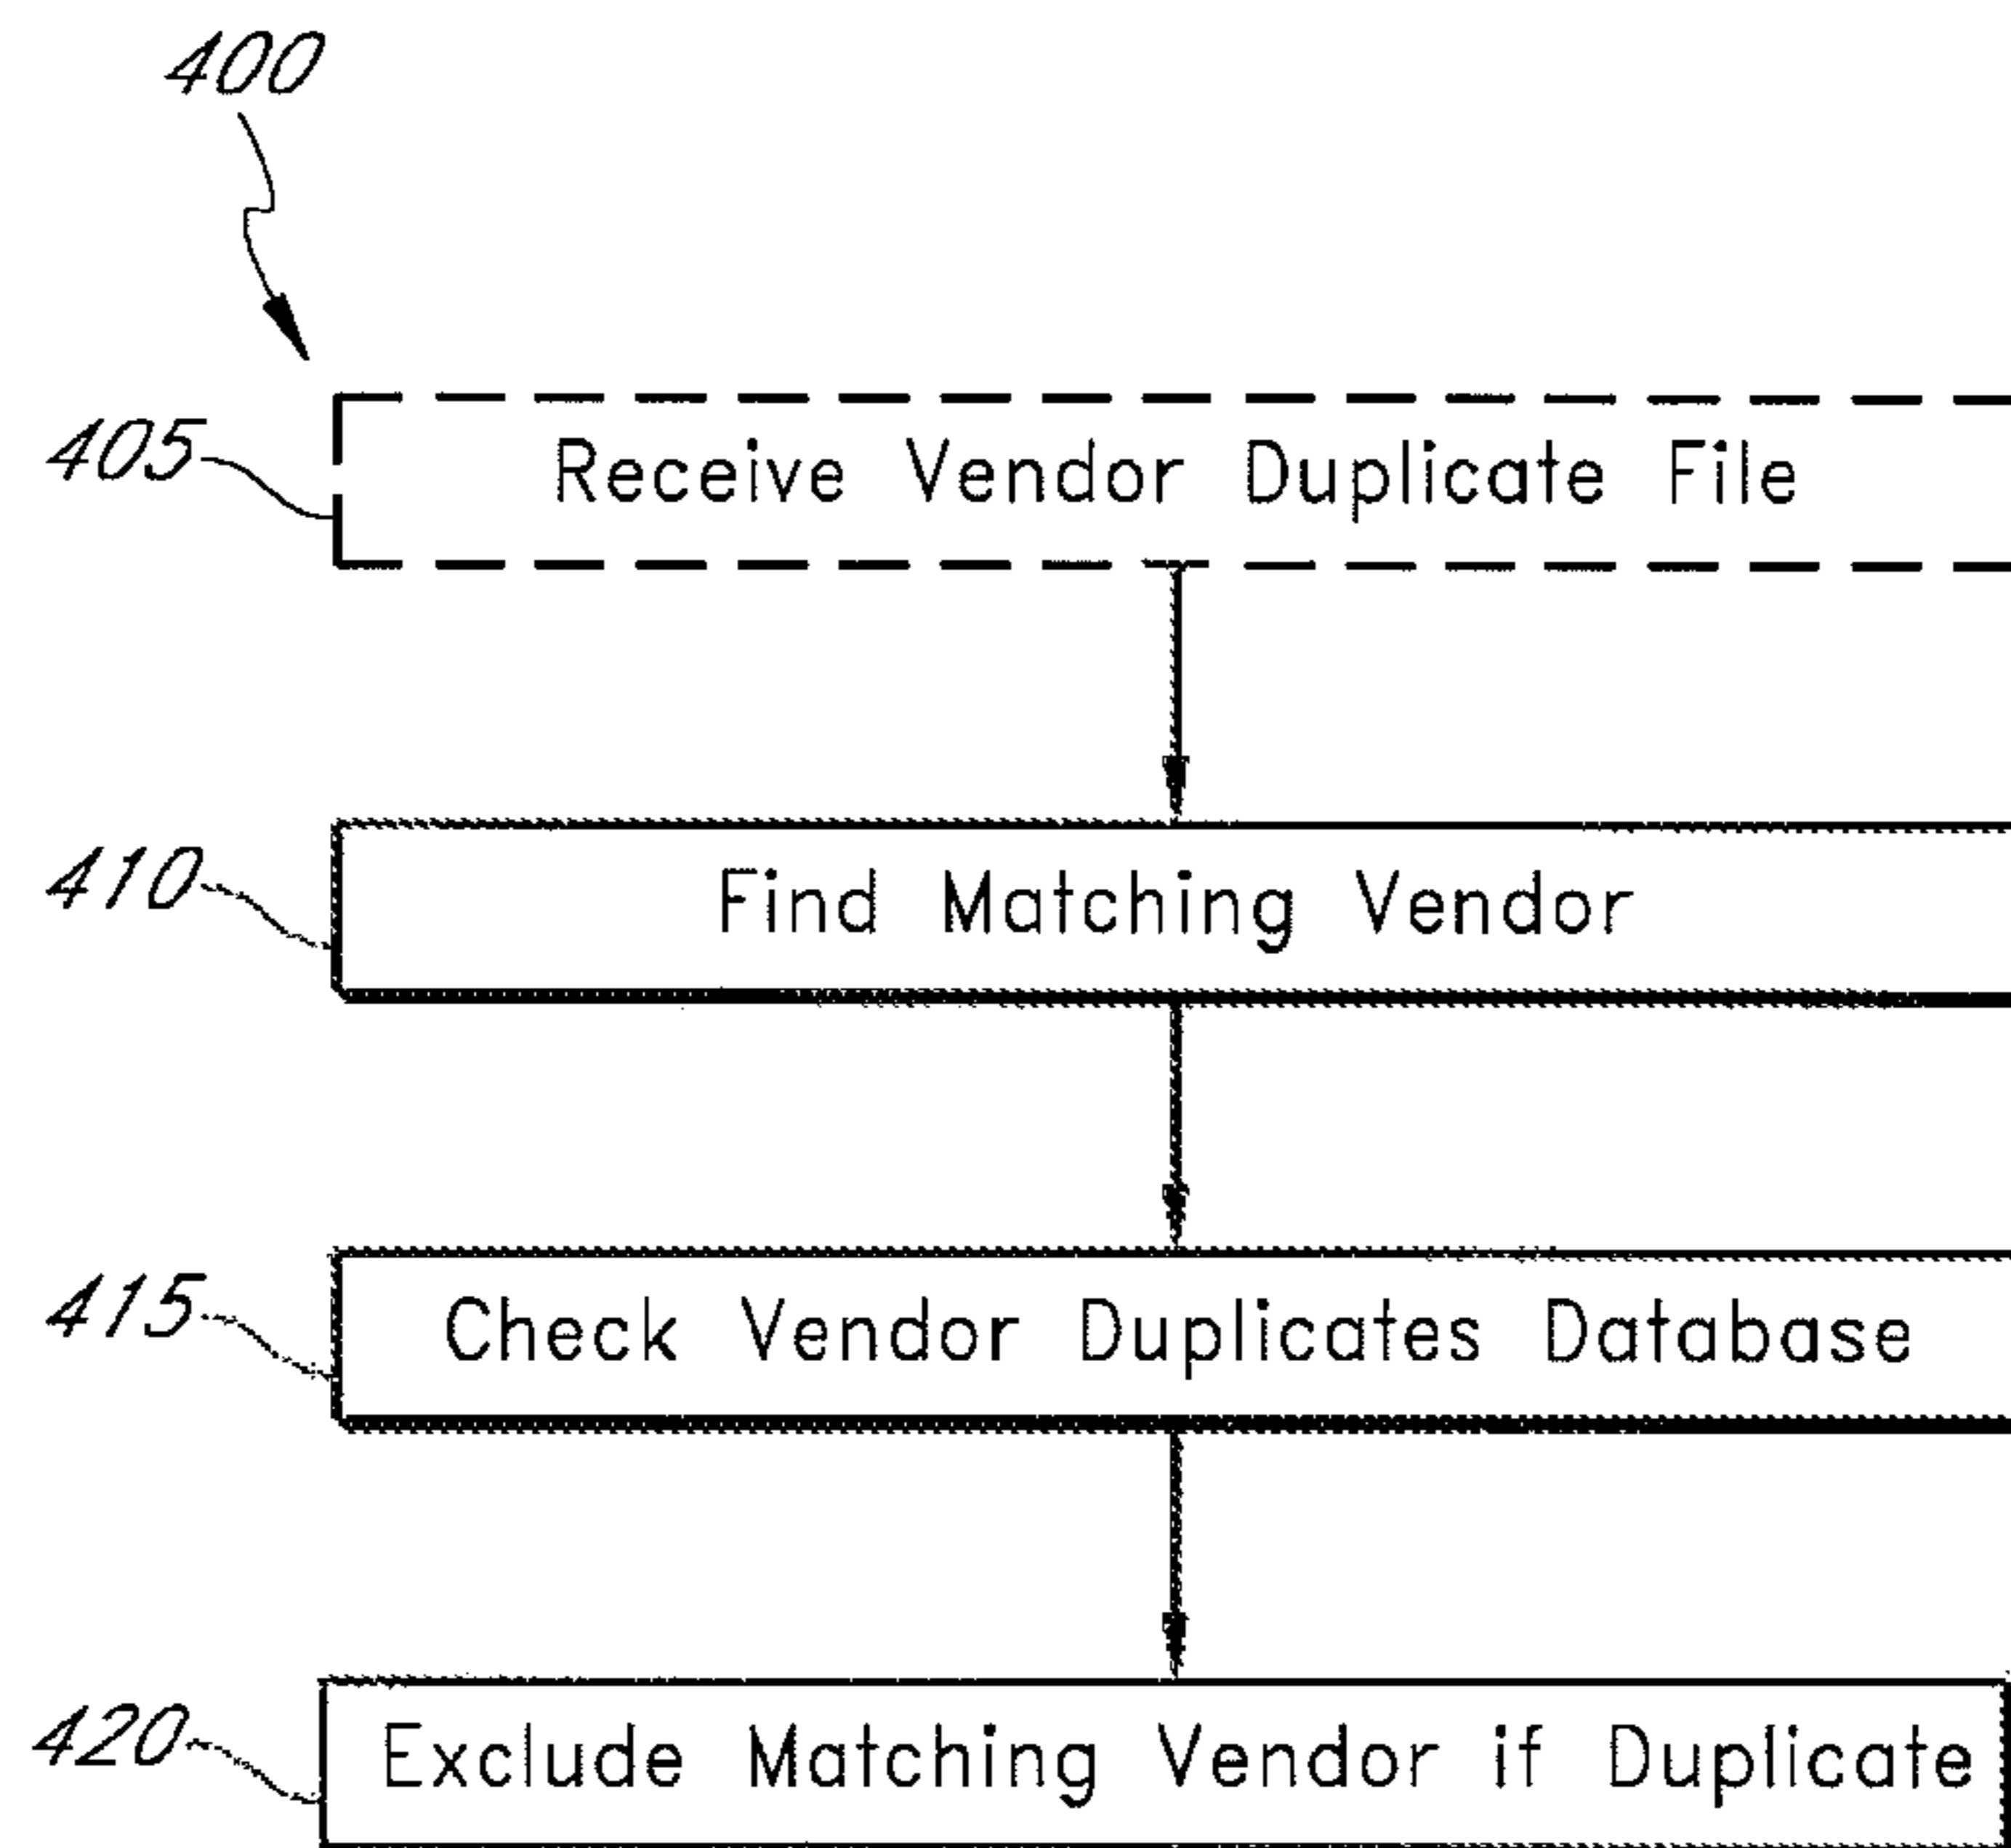 400
405
Receive Vendor Duplicate File
410
Find Matching Vendor
415
Check Vendor Duplicates Database
420
Exclude Matching Vendor if Duplicate